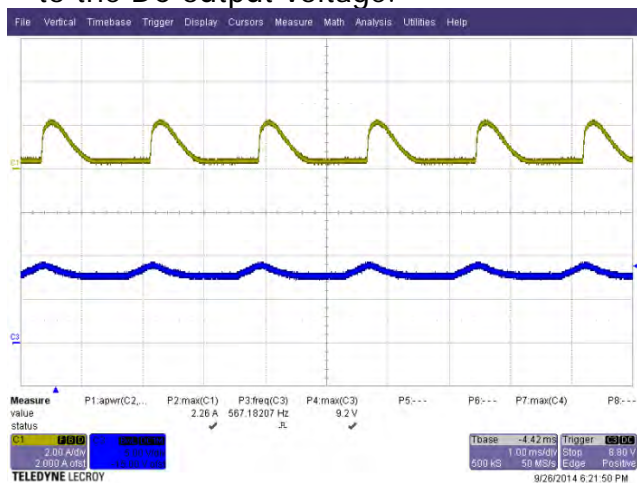 to the DC output voltage.
File Vertical Timebase Trigger Display Cursors Measure Math Analysis Utilities Help
C1
C3
Measure P1:apwr(C2,... P2:max(C1) P3:freq(C3) P4:max(C3) P5:- - - P6:- - - P7:max(C4) P8:- - -
value 2.26 A 567.18207 Hz 9.2 V
status
C1 Tbase -4.42 ms Trigger C3 DC
2.00 A/div 1.00 ms/div Stop 8.80 V
2.000 A ofst 500 kS 50 MS/s Edge Positive
TELEDYNE LECROY 9/26/2014 6:21:50 PM